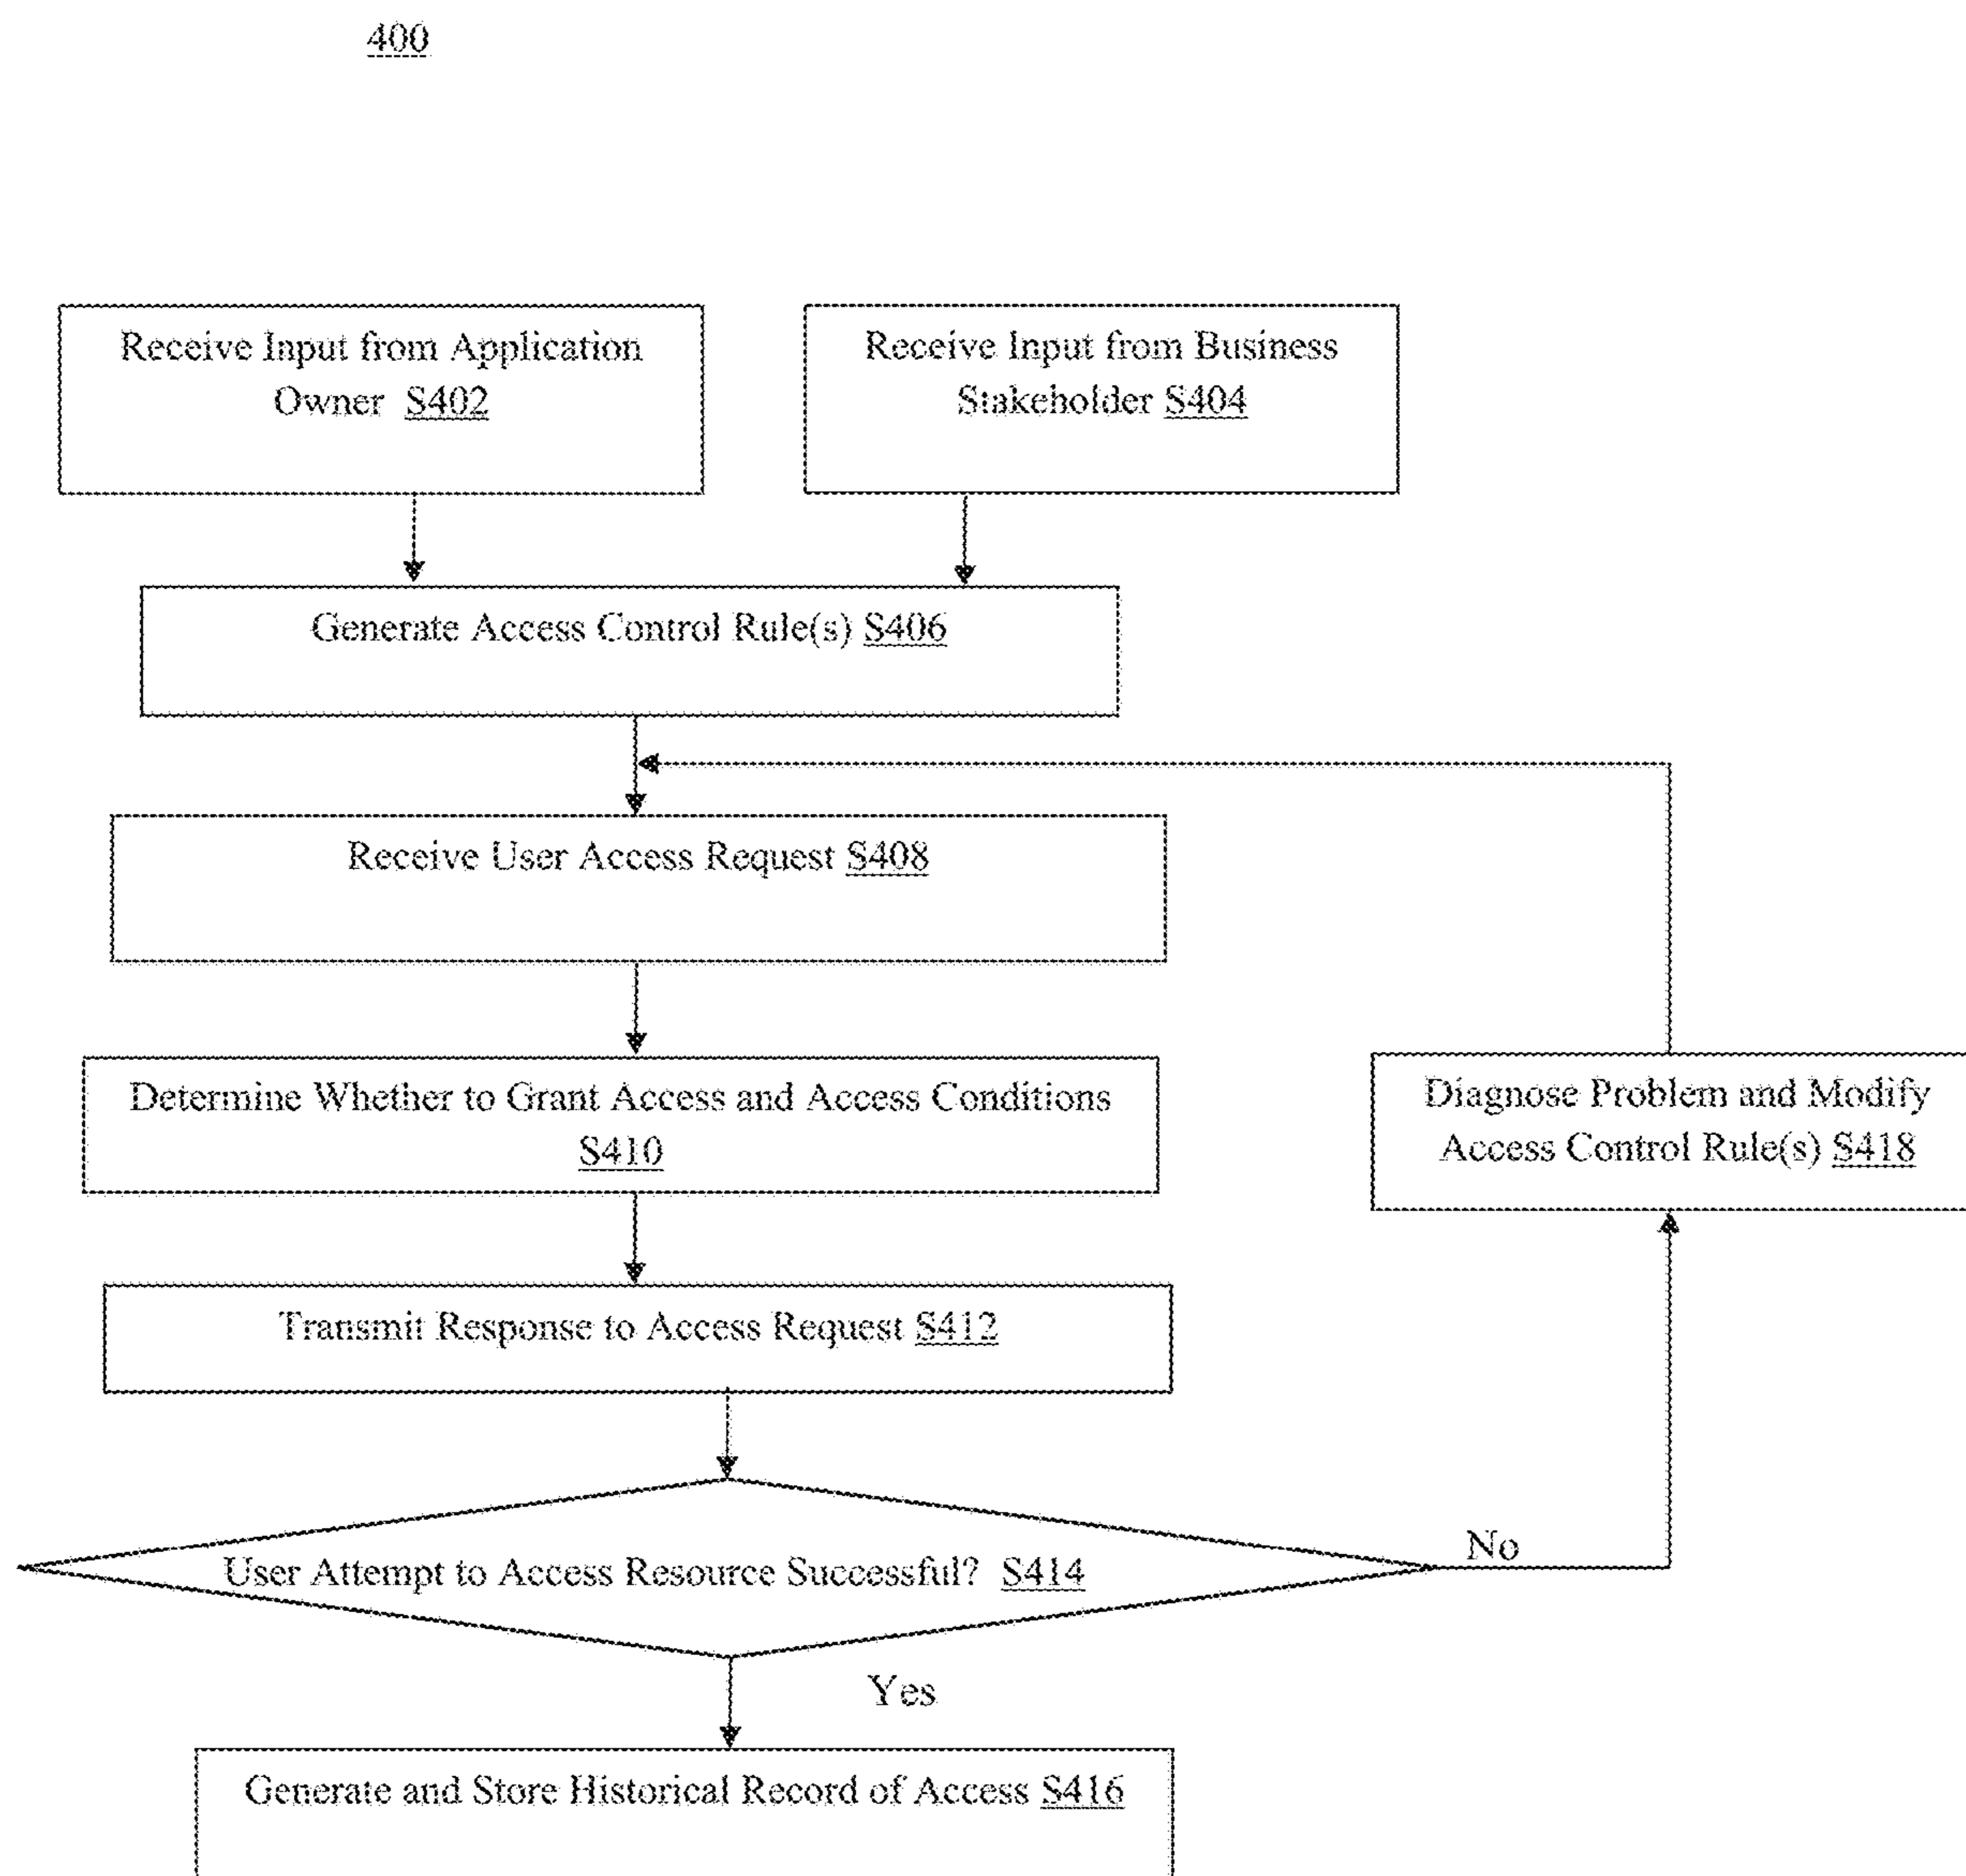 400
Receive Input from Application
Owner S402
Receive Input from Business
Stakeholder S404
Generate Access Control Rule(s) S406
Receive User Access Request S408
Determine Whether to Grant Access and Access Conditions
S410
Diagnose Problem and Modify
Access Control Rule(s) S418
Transmit Response to Access Request S412
User Attempt to Access Resource Successful? S414
No
Yes
Generate and Store Historical Record of Access S416